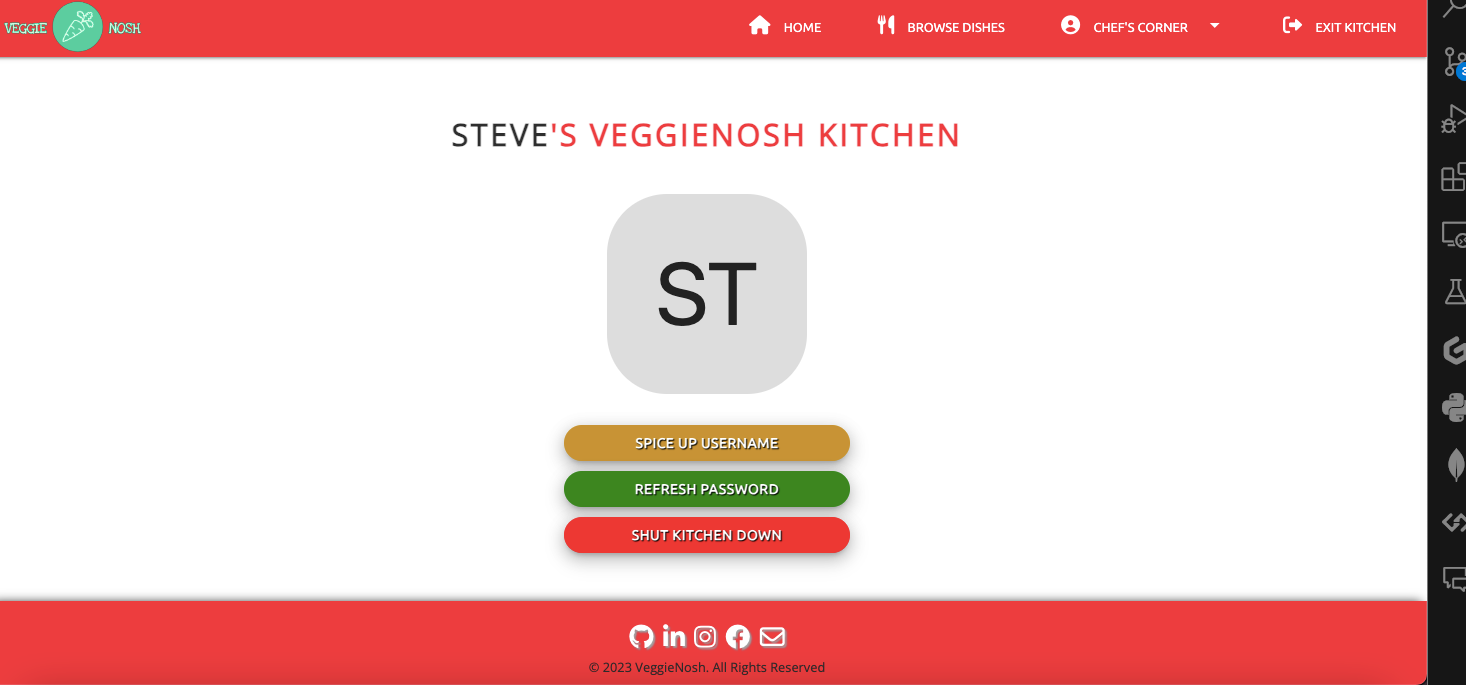 VEGGIE NOSH HOME BROWSE DISHES CHEF'S CORNER EXIT KITCHEN
STEVE'S VEGGIENOSH KITCHEN
ST
SPICE UP USERNAME
REFRESH PASSWORD
SHUT KITCHEN DOWN
© 2023 VeggieNosh. All Rights Reserved